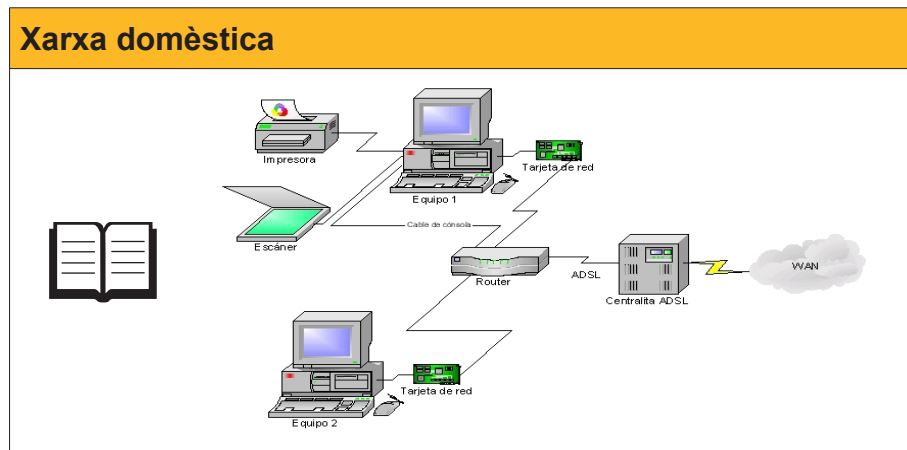 Xarxa domèstica
Impresora
Equipo 1
Tarjeta de red
Escáner
Cable de cónsola
Router
ADSL
Centralita ADSL
WAN
Equipo 2
Tarjeta de red